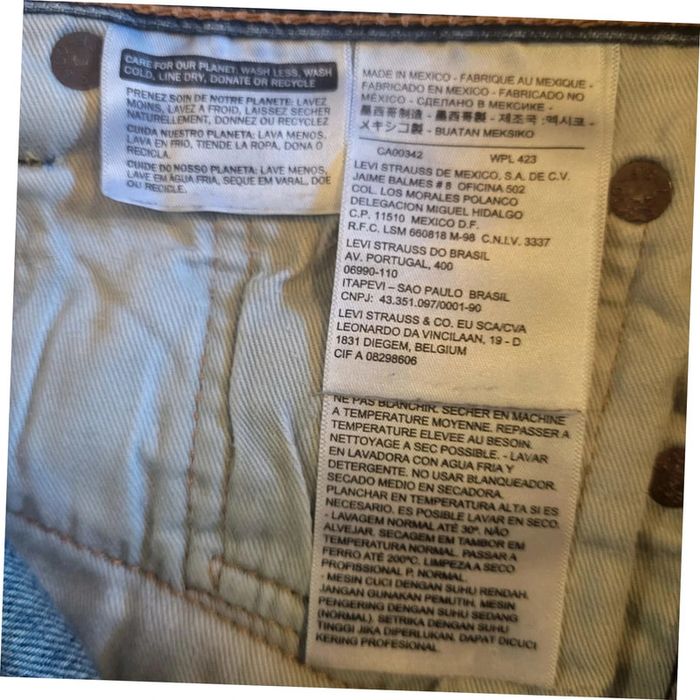 CARE FOR OUR PLANET: WASH LESS, WASH
COLD, LINE DRY, DONATE OR RECYCLE
PRENEZ SOIN DE NOTRE PLANETE: LAVEZ
MOINS, LAVEZ A FROID, LAISSEZ SECHER
NATURELLEMENT, DONNEZ OU RECYCLEZ
CUIDA NUESTRO PLANETA: LAVA MENOS,
LAVA EN FRIO, TIENDE LA ROPA, DONA O
RECICLA.
CUIDE DO NOSSO PLANETA: LAVE MENOS,
LAVE EM ÁGUA FRIA, SEQUE EM VARAL, DOE
OU RECICLE.
MADE IN MEXICO - FABRIQUE AU MEXIQUE -
FABRICADO EN MEXICO - FABRICADO NO
MÉXICO - СДЕЛАНО В МЕКСИКЕ -
墨西哥制造 - 墨西哥製 - 제조국 :멕시코 -
メキシコ製 - BUATAN MEKSIKO
CA00342 WPL 423
LEVI STRAUSS DE MEXICO, S.A. DE C.V.
JAIME BALMES # 8 OFICINA 502
COL. LOS MORALES POLANCO
DELEGACION MIGUEL HIDALGO
C.P. 11510 MEXICO D.F.
R.F.C. LSM 660818 M-98 C.N.I.V. 3337
LEVI STRAUSS DO BRASIL
AV. PORTUGAL, 400
06990-110
ITAPEVI – SAO PAULO BRASIL
CNPJ: 43.351.097/0001-90
LEVI STRAUSS & CO. EU SCA/CVA
LEONARDO DA VINCILAAN, 19 - D
1831 DIEGEM, BELGIUM
CIF A 08298606
NE PAS BLANCHIR. SECHER EN MACHINE
A TEMPERATURE MOYENNE. REPASSER A
TEMPERATURE ELEVEE AU BESOIN.
NETTOYAGE A SEC POSSIBLE. - LAVAR
EN LAVADORA CON AGUA FRIA Y
DETERGENTE. NO USAR BLANQUEADOR.
SECADO MEDIO EN SECADORA.
PLANCHAR EN TEMPERATURA ALTA SI ES
NECESARIO. ES POSIBLE LAVAR EN SECO.
- LAVAGEM NORMAL ATÉ 30º. NÃO
ALVEJAR. SECAGEM EM TAMBOR EM
TEMPERATURA NORMAL. PASSAR A
FERRO ATÉ 200ºC. LIMPEZA A SECO
PROFISSIONAL P. NORMAL.
- MESIN CUCI DENGAN SUHU RENDAH.
JANGAN GUNAKAN PEMUTIH. MESIN
PENGERING DENGAN SUHU SEDANG
(NORMAL). SETRIKA DENGAN SUHU
TINGGI JIKA DIPERLUKAN. DAPAT DICUCI
KERING PROFESIONAL